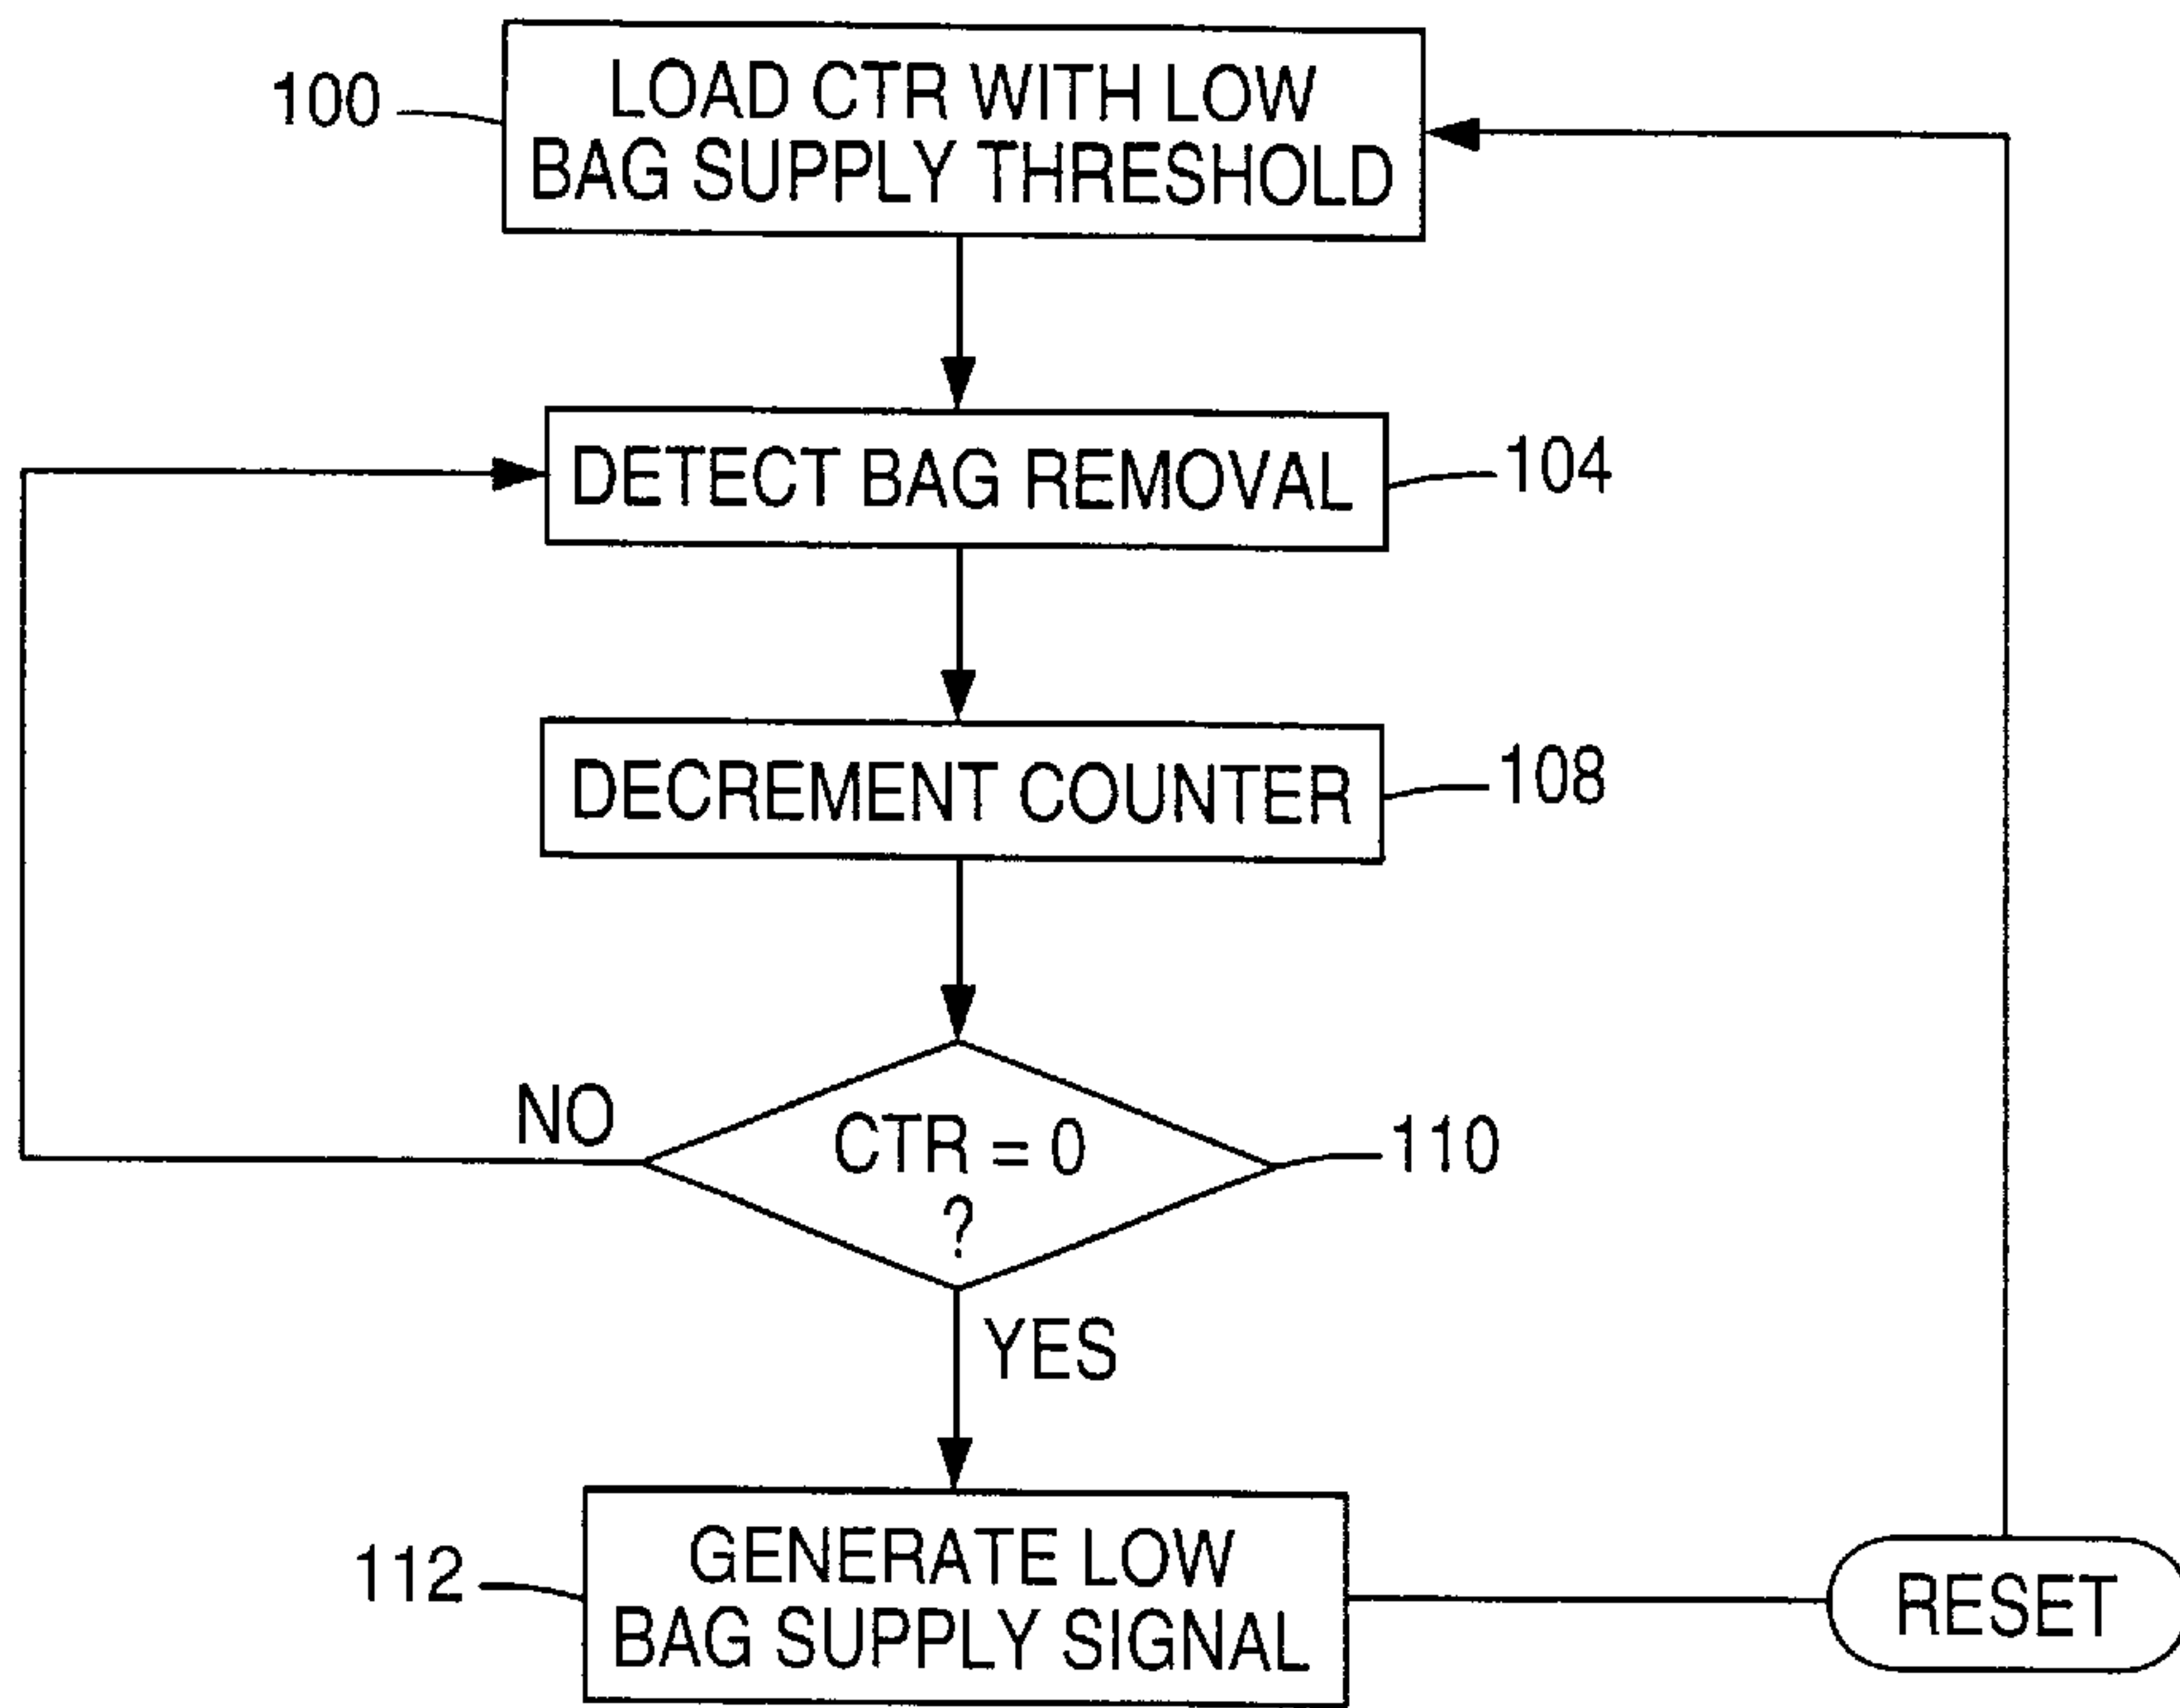 100
LOAD CTR WITH LOW
BAG SUPPLY THRESHOLD
DETECT BAG REMOVAL
104
DECREMENT COUNTER
108
NO
CTR = 0
?
110
YES
112
GENERATE LOW
BAG SUPPLY SIGNAL
RESET